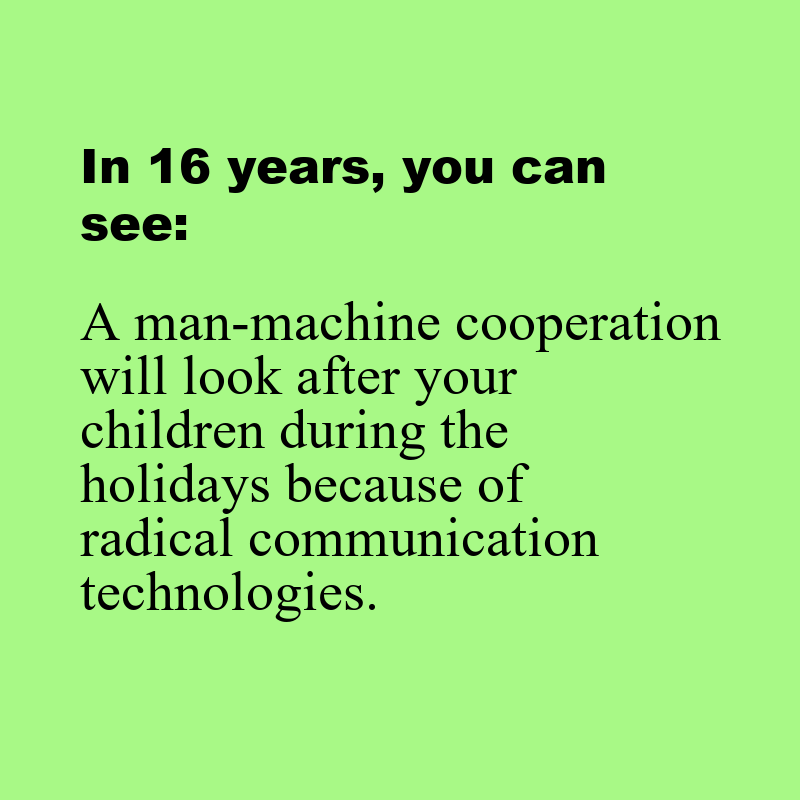 In 16 years, you can
see:
A man-machine cooperation
will look after your
children during the
holidays because of
radical communication
technologies.